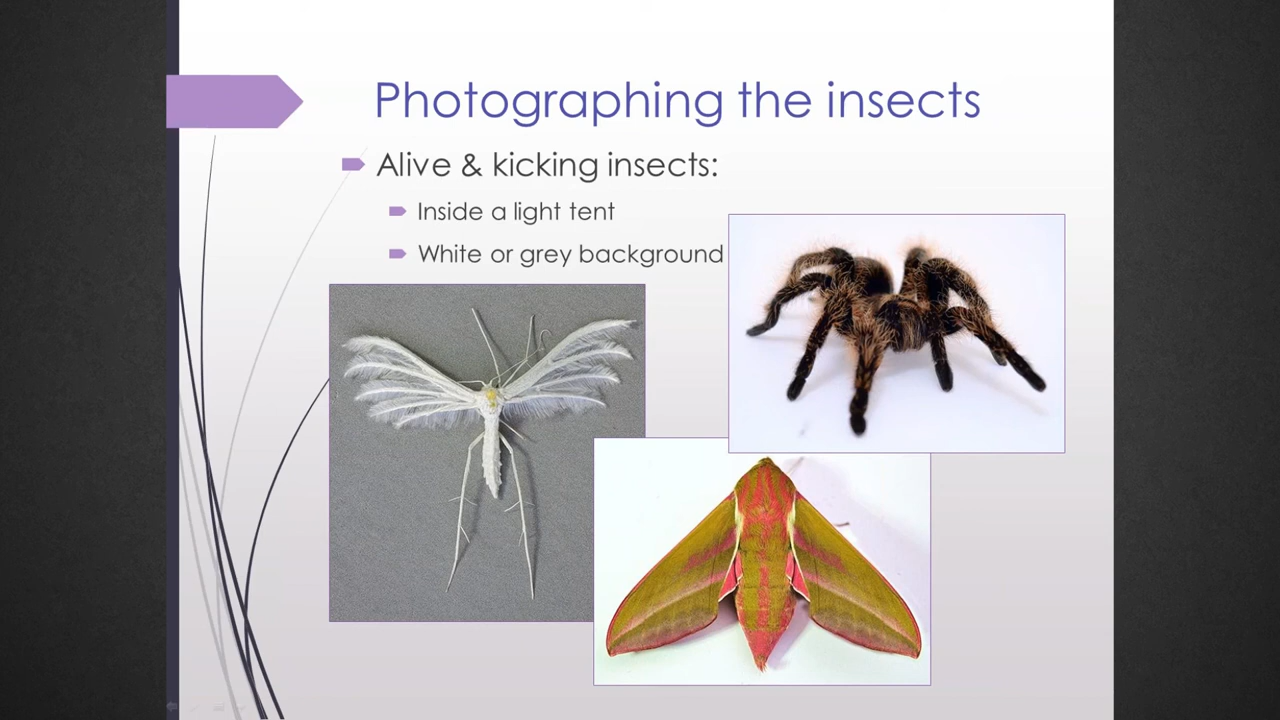 Photographing the insects
Alive & kicking insects:
Inside a light tent
White or grey background